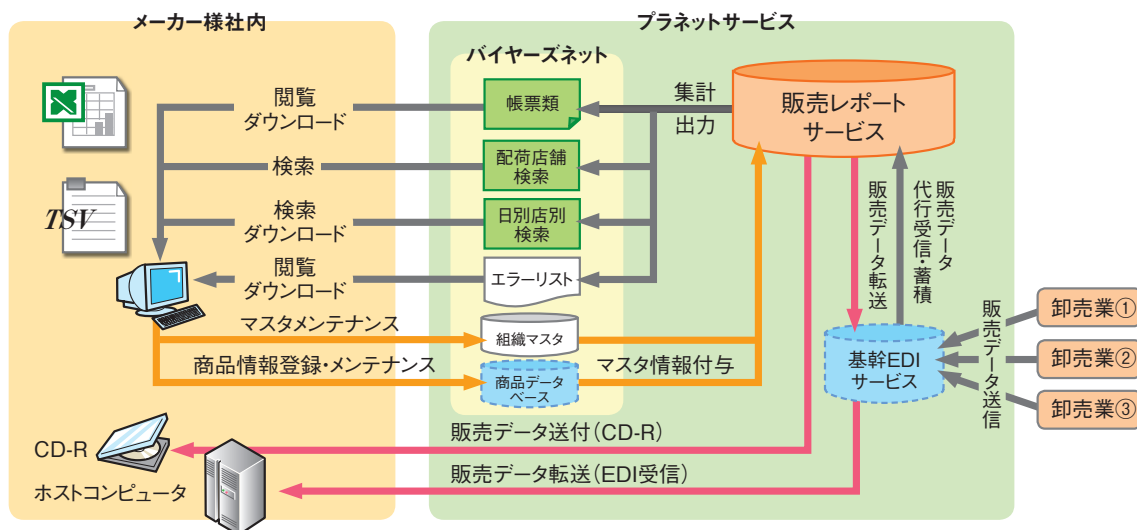 メーカー様社内
プラネットサービス
バイヤーズネット
閲覧
ダウンロード
帳票類
集計
出力
販売レポート
サービス
検索
配荷店舗
検索
TSV
検索
ダウンロード
日別店別
検索
閲覧
ダウンロード
エラーリスト
販売データ転送
販売データ
代行受信・蓄積
マスタメンテナンス
組織マスタ
商品情報登録・メンテナンス
商品データ
ベース
マスタ情報付与
基幹EDI
サービス
販売データ送信
卸売業①
卸売業②
卸売業③
販売データ送付(CD-R)
CD-R
販売データ転送(EDI受信)
ホストコンピュータ